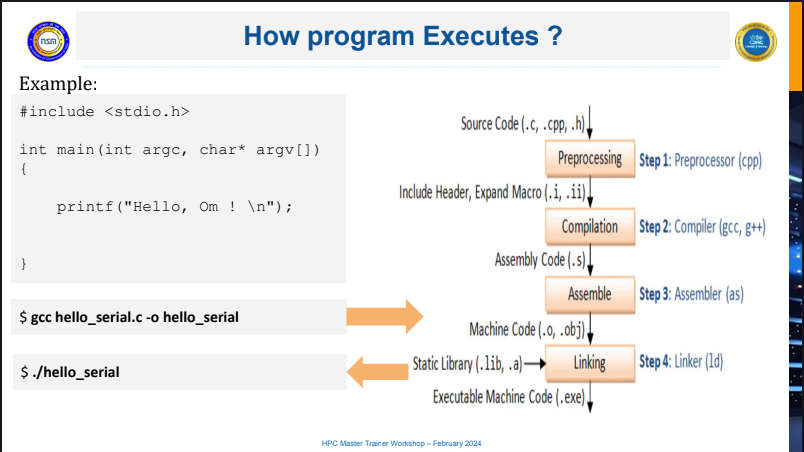 How program Executes ?
nsm
Example:
#include <stdio.h>
int main(int argc, char* argv[])
{
printf("Hello, Om ! \n");
}
$ gcc hello_serial.c -o hello_serial
$ ./hello_serial
Source Code (.c, .cpp, .h)
Preprocessing
Step 1: Preprocessor (cpp)
Include Header, Expand Macro (.i, .ii)
Compilation
Step 2: Compiler (gcc, g++)
Assembly Code (.s)
Assemble
Step 3: Assembler (as)
Machine Code (.o, .obj)
Static Library (.lib, .a)
Linking
Step 4: Linker (ld)
Executable Machine Code (.exe)
HPC Master Trainer Workshop – February 2024